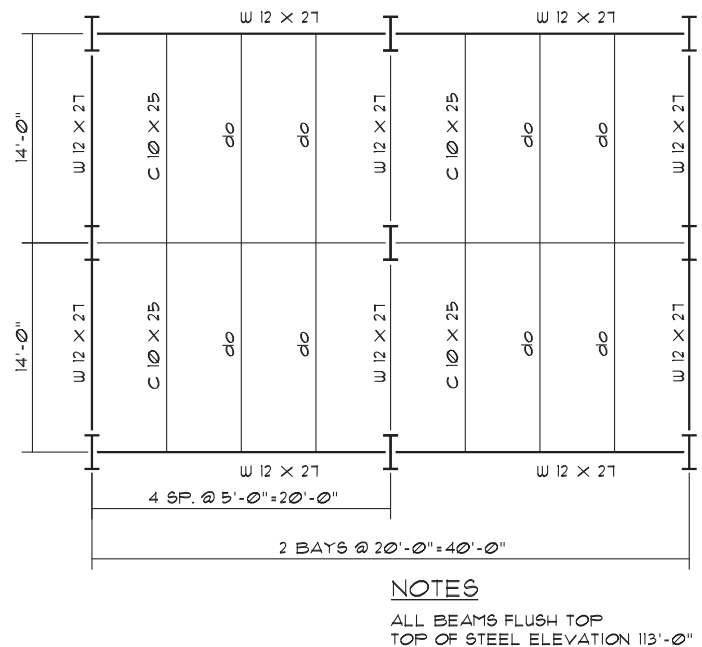 W 12 X 27 W 12 X 27
14'-0" W 12 X 27 C 10 X 25 do do W 12 X 27 C 10 X 25 do do W 12 X 27
14'-0" W 12 X 27 C 10 X 25 do do W 12 X 27 C 10 X 25 do do W 12 X 27
W 12 X 27 W 12 X 27
4 SP. @ 5'-0"=20'-0"
2 BAYS @ 20'-0"=40'-0"
NOTES
ALL BEAMS FLUSH TOP
TOP OF STEEL ELEVATION 113'-0"